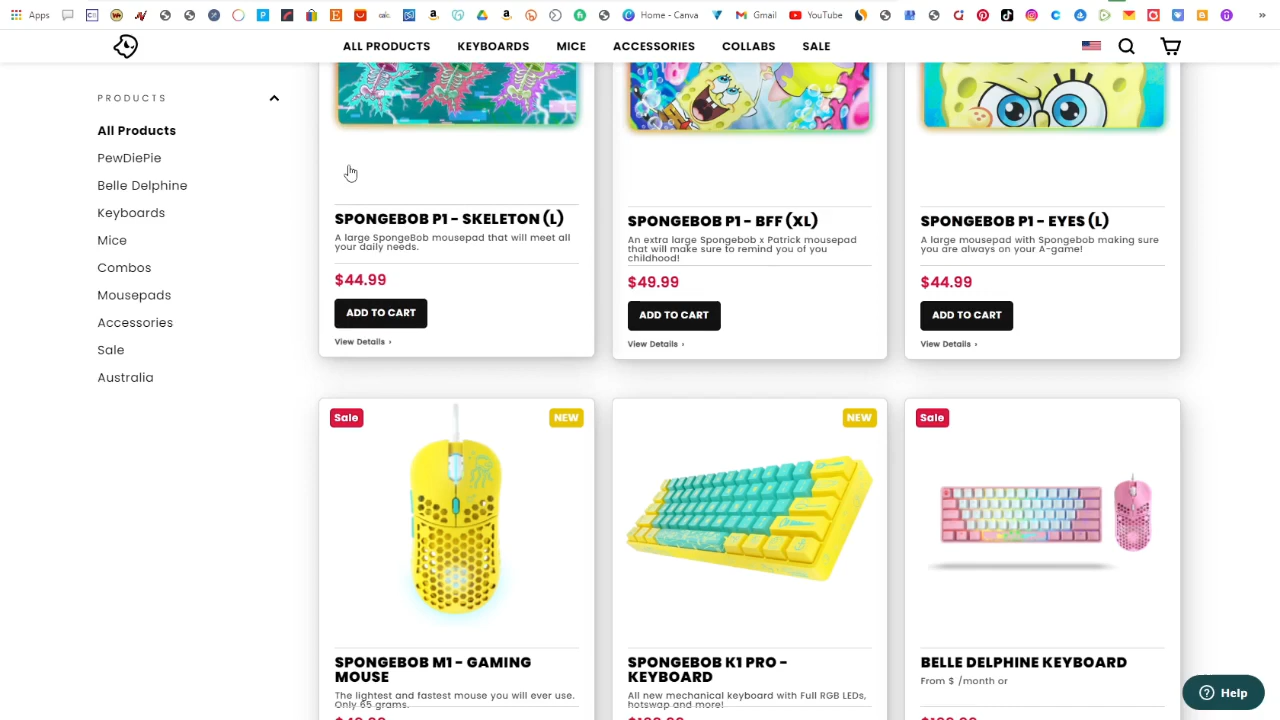 Apps
Home - Canva
Gmail
YouTube
»
ALL PRODUCTS KEYBOARDS MICE ACCESSORIES COLLABS SALE
PRODUCTS
All Products
PewDiePie
Belle Delphine
Keyboards
Mice
Combos
Mousepads
Accessories
Sale
Australia
SPONGEBOB P1 - SKELETON (L)
A large SpongeBob mousepad that will meet all
your daily needs.
$44.99
ADD TO CART
View Details ›
SPONGEBOB P1 - BFF (XL)
An extra large Spongebob x Patrick mousepad
that will make sure to remind you of you
childhood!
$49.99
ADD TO CART
View Details ›
SPONGEBOB P1 - EYES (L)
A large mousepad with Spongebob making sure
you are always on your A-game!
$44.99
ADD TO CART
View Details ›
Sale
NEW
SPONGEBOB M1 - GAMING
MOUSE
The lightest and fastest mouse you will ever use.
Only 65 grams.
NEW
SPONGEBOB K1 PRO -
KEYBOARD
All new mechanical keyboard with Full RGB LEDs,
hotswap and more!
Sale
BELLE DELPHINE KEYBOARD
From $ /month or
Help